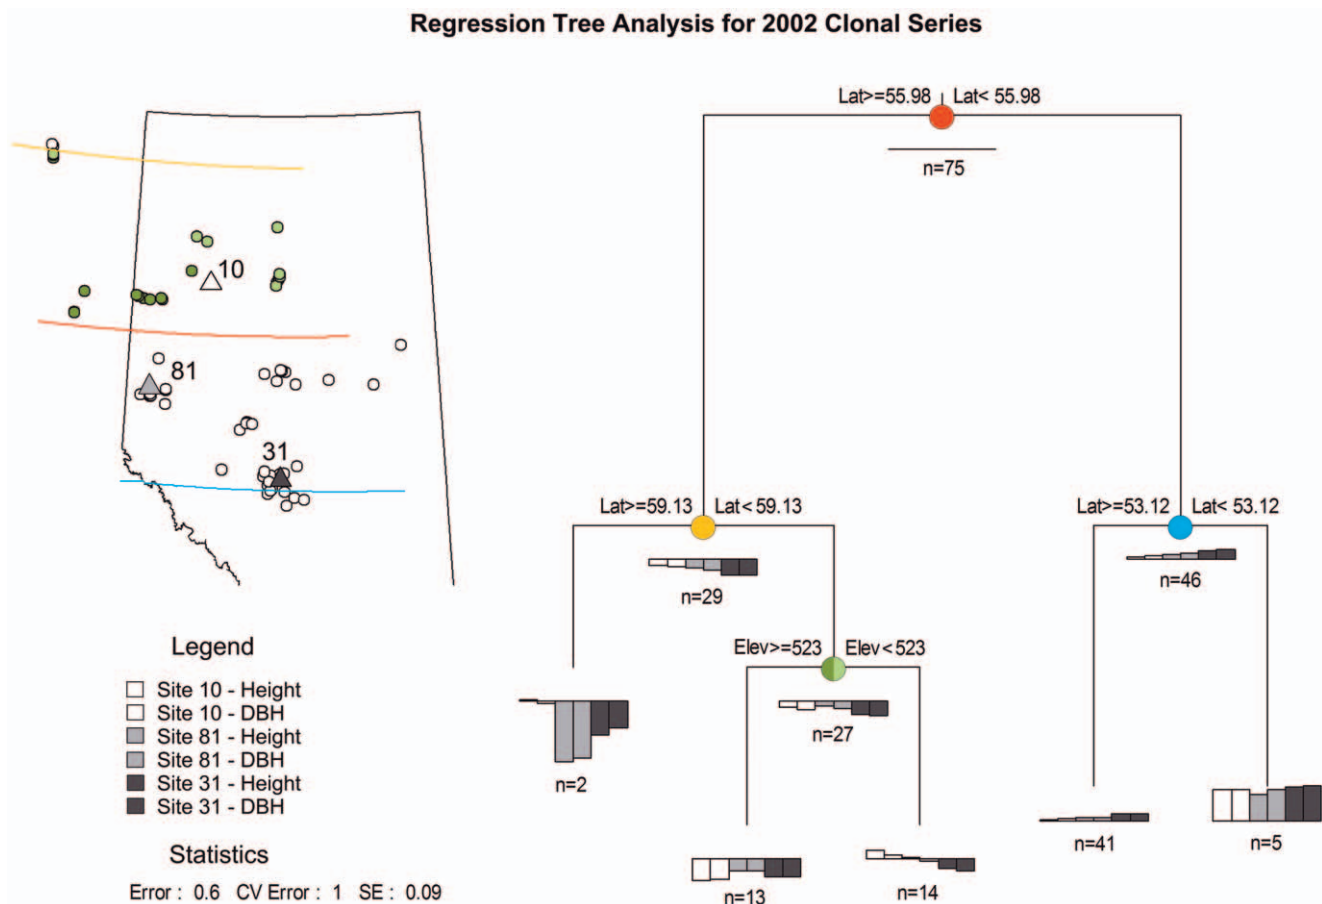 Regression Tree Analysis for 2002 Clonal Series
Lat>=55.98 Lat< 55.98
n=75
10
81
31
Lat>=59.13 Lat< 59.13
n=29
Lat>=53.12 Lat< 53.12
n=46
Elev>=523 Elev<523
n=27
n=2
n=13
n=14
n=41
n=5
Legend
Site 10 - Height
Site 10 - DBH
Site 81 - Height
Site 81 - DBH
Site 31 - Height
Site 31 - DBH
Statistics
Error : 0.6 CV Error : 1 SE : 0.09